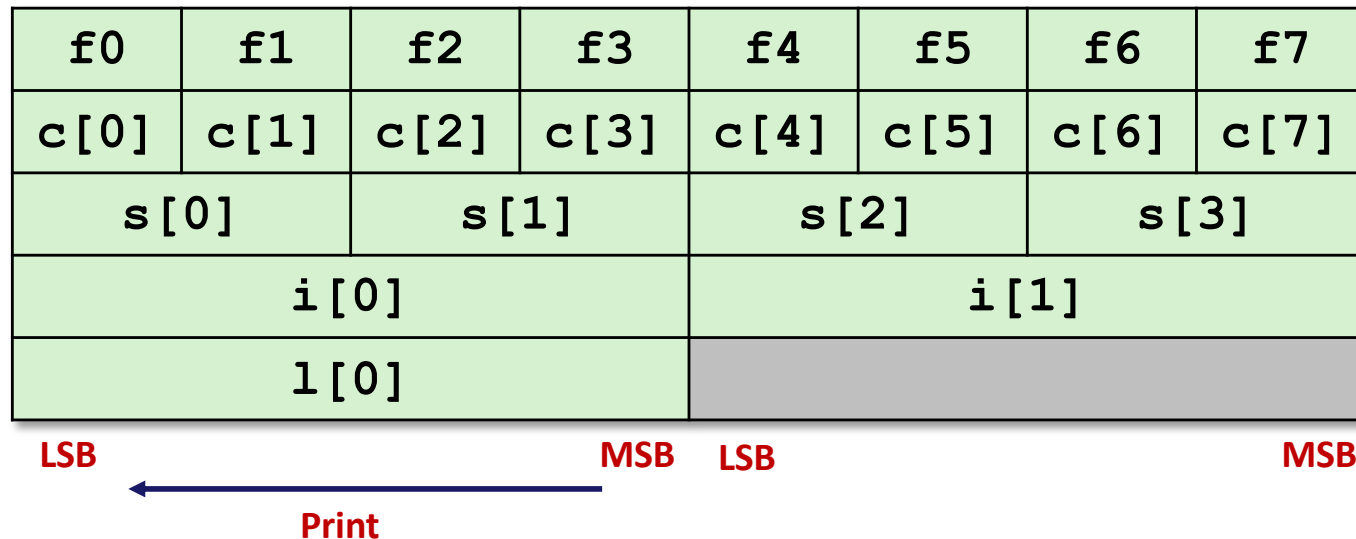 f0 f1 f2 f3 f4 f5 f6 f7
c[0] c[1] c[2] c[3] c[4] c[5] c[6] c[7]
s[0] s[1] s[2] s[3]
i[0] i[1]
l[0]
LSB MSB LSB MSB
Print